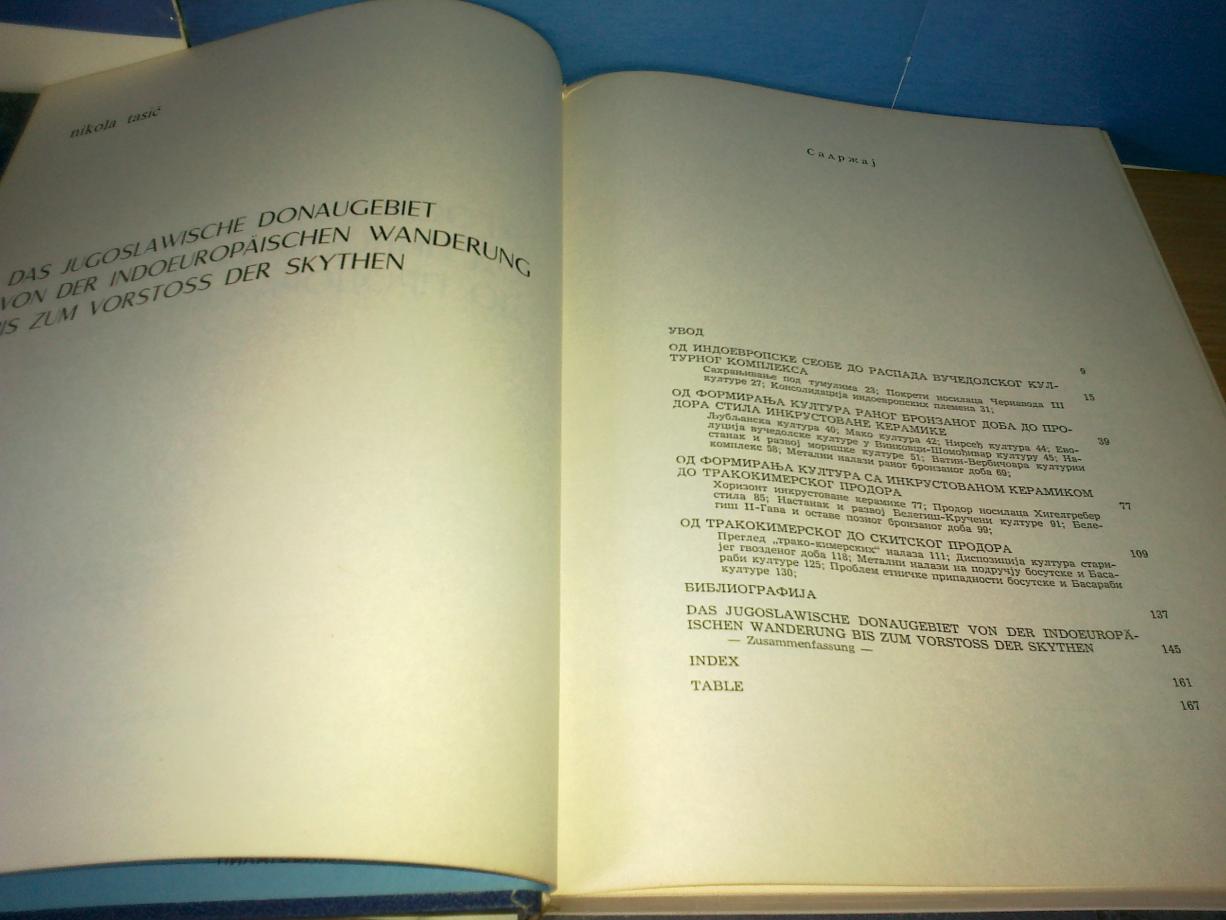 nikola tasić
DAS JUGOSLAWISCHE DONAUGEBIET
VON DER INDOEUROPÄISCHEN WANDERUNG
BIS ZUM VORSTOSS DER SKYTHEN
Садржај
УВОД 9
ОД ИНДОЕВРОПСКЕ СЕОБЕ ДО РАСПАДА ВУЧЕДОЛСКОГ КУЛ-
ТУРНОГ КОМПЛЕКСА 15
Сахрањивање под тумулима 23; Покрети носилаца Чернавода III
културе 27; Консолидација индоевропских племена 31;
ОД ФОРМИРАЊА КУЛТУРА РАНОГ БРОНЗАНОГ ДОБА ДО ПРО-
ДОРА СТИЛА ИНКРУСТОВАНЕ КЕРАМИКЕ 39
Љубљанска култура 40; Мако култура 42; Нирсећ култура 44; Ево-
луција вучедолске културе у Винковци-Шомођивар културу 45; На-
станак и развој моришке културе 51; Ватин-Вербичоара културни
комплекс 58; Метални налази раног бронзаног доба 69;
ОД ФОРМИРАЊА КУЛТУРА СА ИНКРУСТОВАНОМ КЕРАМИКОМ
ДО ТРАКОКИМЕРСКОГ ПРОДОРА 77
Хоризонт инкрустоване керамике 77; Продор носилаца Хигелгребер
стила 85; Настанак и развој Белегиш-Кручени културе 91; Беле-
гиш II-Гава и оставе позног бронзаног доба 99;
ОД ТРАКОКИМЕРСКОГ ДО СКИТСКОГ ПРОДОРА 109
Преглед „трако-кимерских" налаза 111; Диспозиција култура стари-
јег гвозденог доба 118; Метални налази на подручју босутске и Баса-
раби културе 125; Проблем етничке припадности босутске и Басараби
културе 130;
БИБЛИОГРАФИЈА 137
DAS JUGOSLAWISCHE DONAUGEBIET VON DER INDOEUROPÄ-
ISCHEN WANDERUNG BIS ZUM VORSTOSS DER SKYTHEN 145
— Zusammenfassung —
INDEX 161
TABLE 167